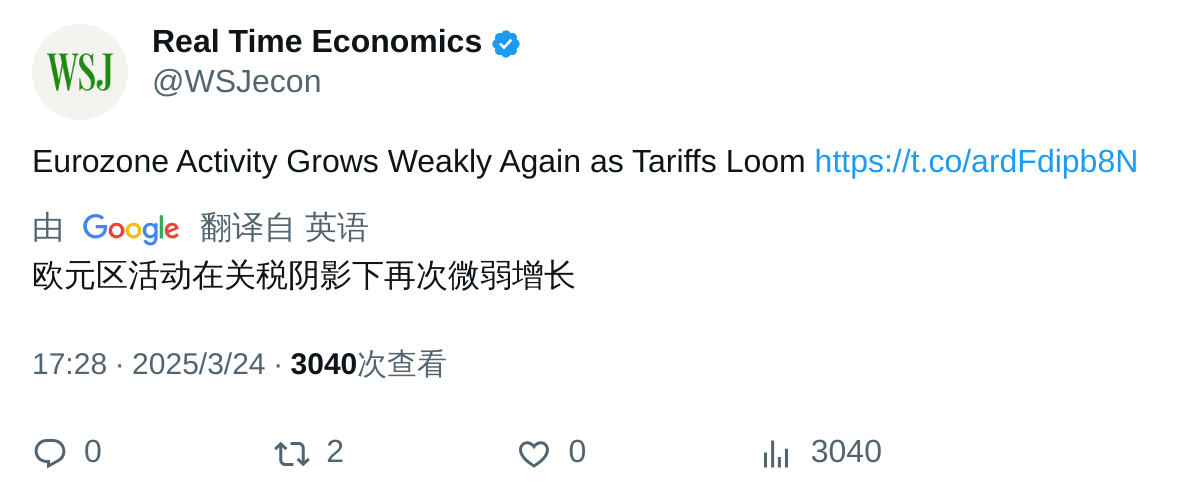 WSJ
Real Time Economics
@WSJecon
Eurozone Activity Grows Weakly Again as Tariffs Loom https://t.co/ardFdipb8N
由 Google 翻译自 英语
欧元区活动在关税阴影下再次微弱增长
17:28 · 2025/3/24 · 3040次查看
0 2 0 3040